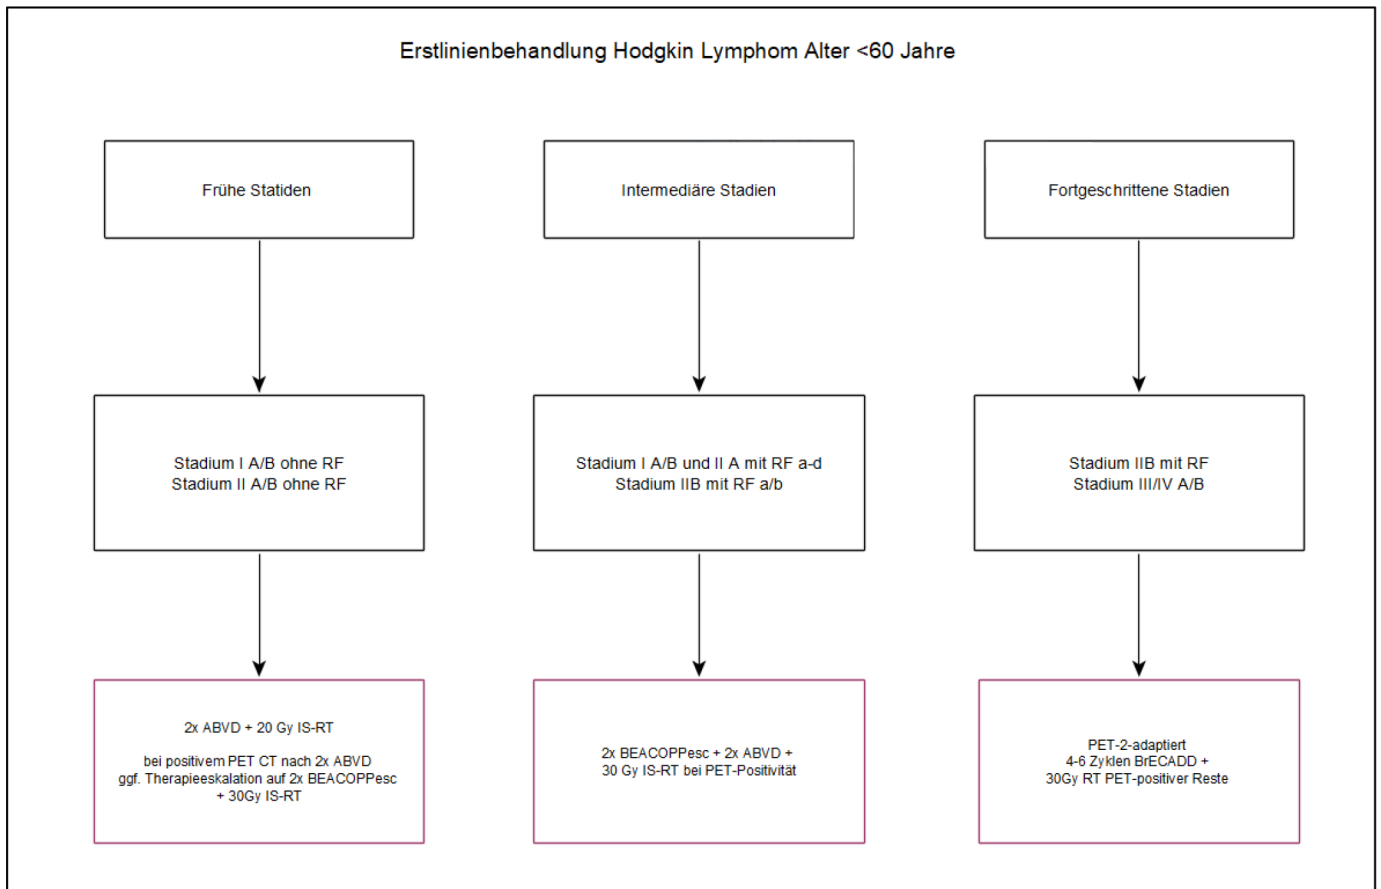 Erstlinienbehandlung Hodgkin Lymphom Alter <60 Jahre
Frühe Statiden
Intermediäre Stadien
Fortgeschrittene Stadien
Stadium I A/B ohne RF
Stadium II A/B ohne RF
Stadium I A/B und II A mit RF a-d
Stadium IIB mit RF a/b
Stadium IIB mit RF
Stadium III/IV A/B
2x ABVD + 20 Gy IS-RT
bei positivem PET CT nach 2x ABVD
ggf. Therapieeskalation auf 2x BEACOPPesc
+ 30Gy IS-RT
2x BEACOPPesc + 2x ABVD +
30 Gy IS-RT bei PET-Positivität
PET-2-adaptiert
4-6 Zyklen BrECADD +
30Gy RT PET-positiver Reste